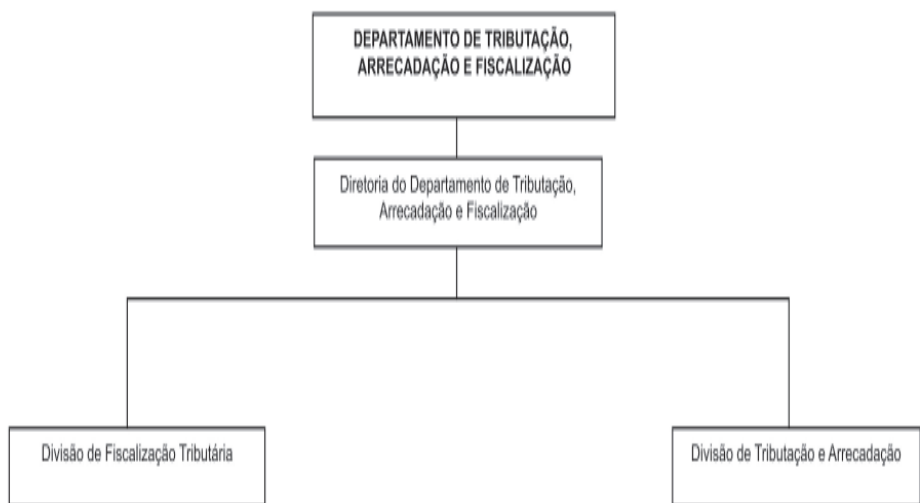 DEPARTAMENTO DE TRIBUTAÇÃO,
ARRECADAÇÃO E FISCALIZAÇÃO
Diretoria do Departamento de Tributação,
Arrecadação e Fiscalização
Divisão de Fiscalização Tributária
Divisão de Tributação e Arrecadação